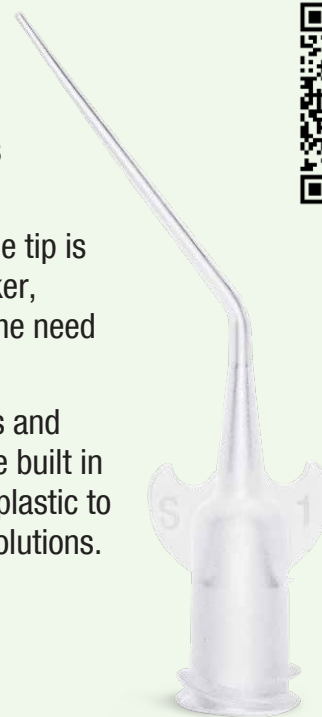 s
e tip is
ker,
he need
s and
e built in
plastic to
olutions.
S 1